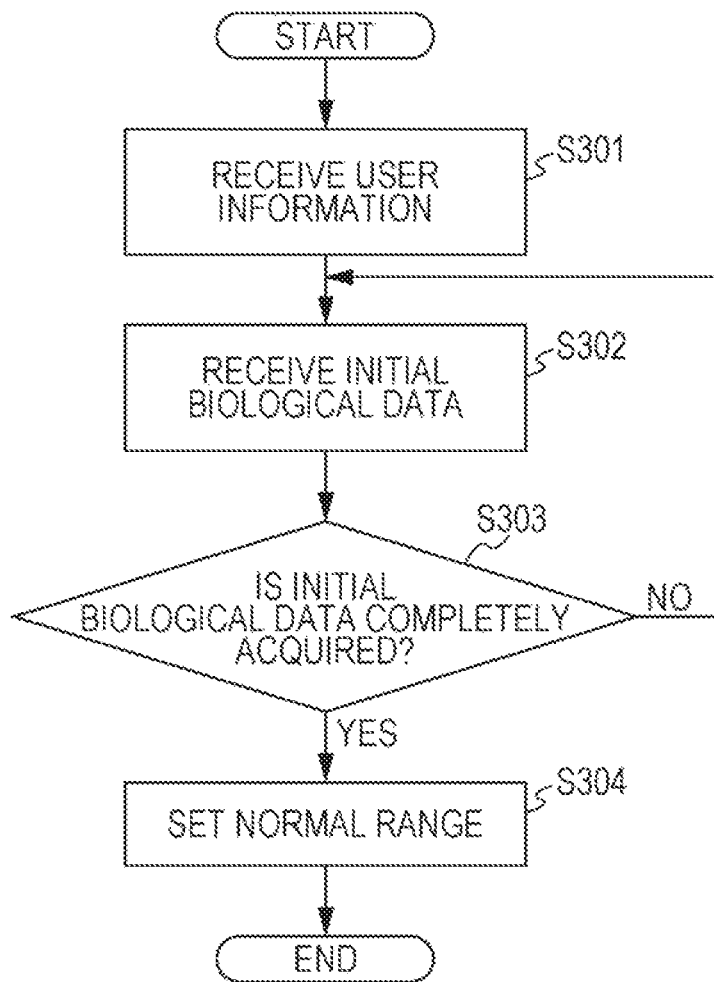 START
S301
RECEIVE USER
INFORMATION
S302
RECEIVE INITIAL
BIOLOGICAL DATA
S303
IS INITIAL
BIOLOGICAL DATA COMPLETELY
ACQUIRED?
NO
YES
S304
SET NORMAL RANGE
END